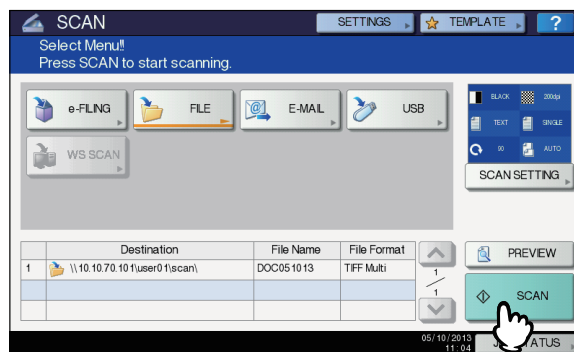 SCAN
SETTINGS
TEMPLATE
?
Select Menu!!
Press SCAN to start scanning.
e-FILING
FILE
E-MAIL
USB
WS SCAN
BLACK
200dpi
TEXT
SINGLE
90
AUTO
SCAN SETTING
Destination File Name File Format
1 \\10.10.70.101\user01\scan\ DOC051013 TIFF Multi
1
1
PREVIEW
SCAN
05/10/2013
11:04